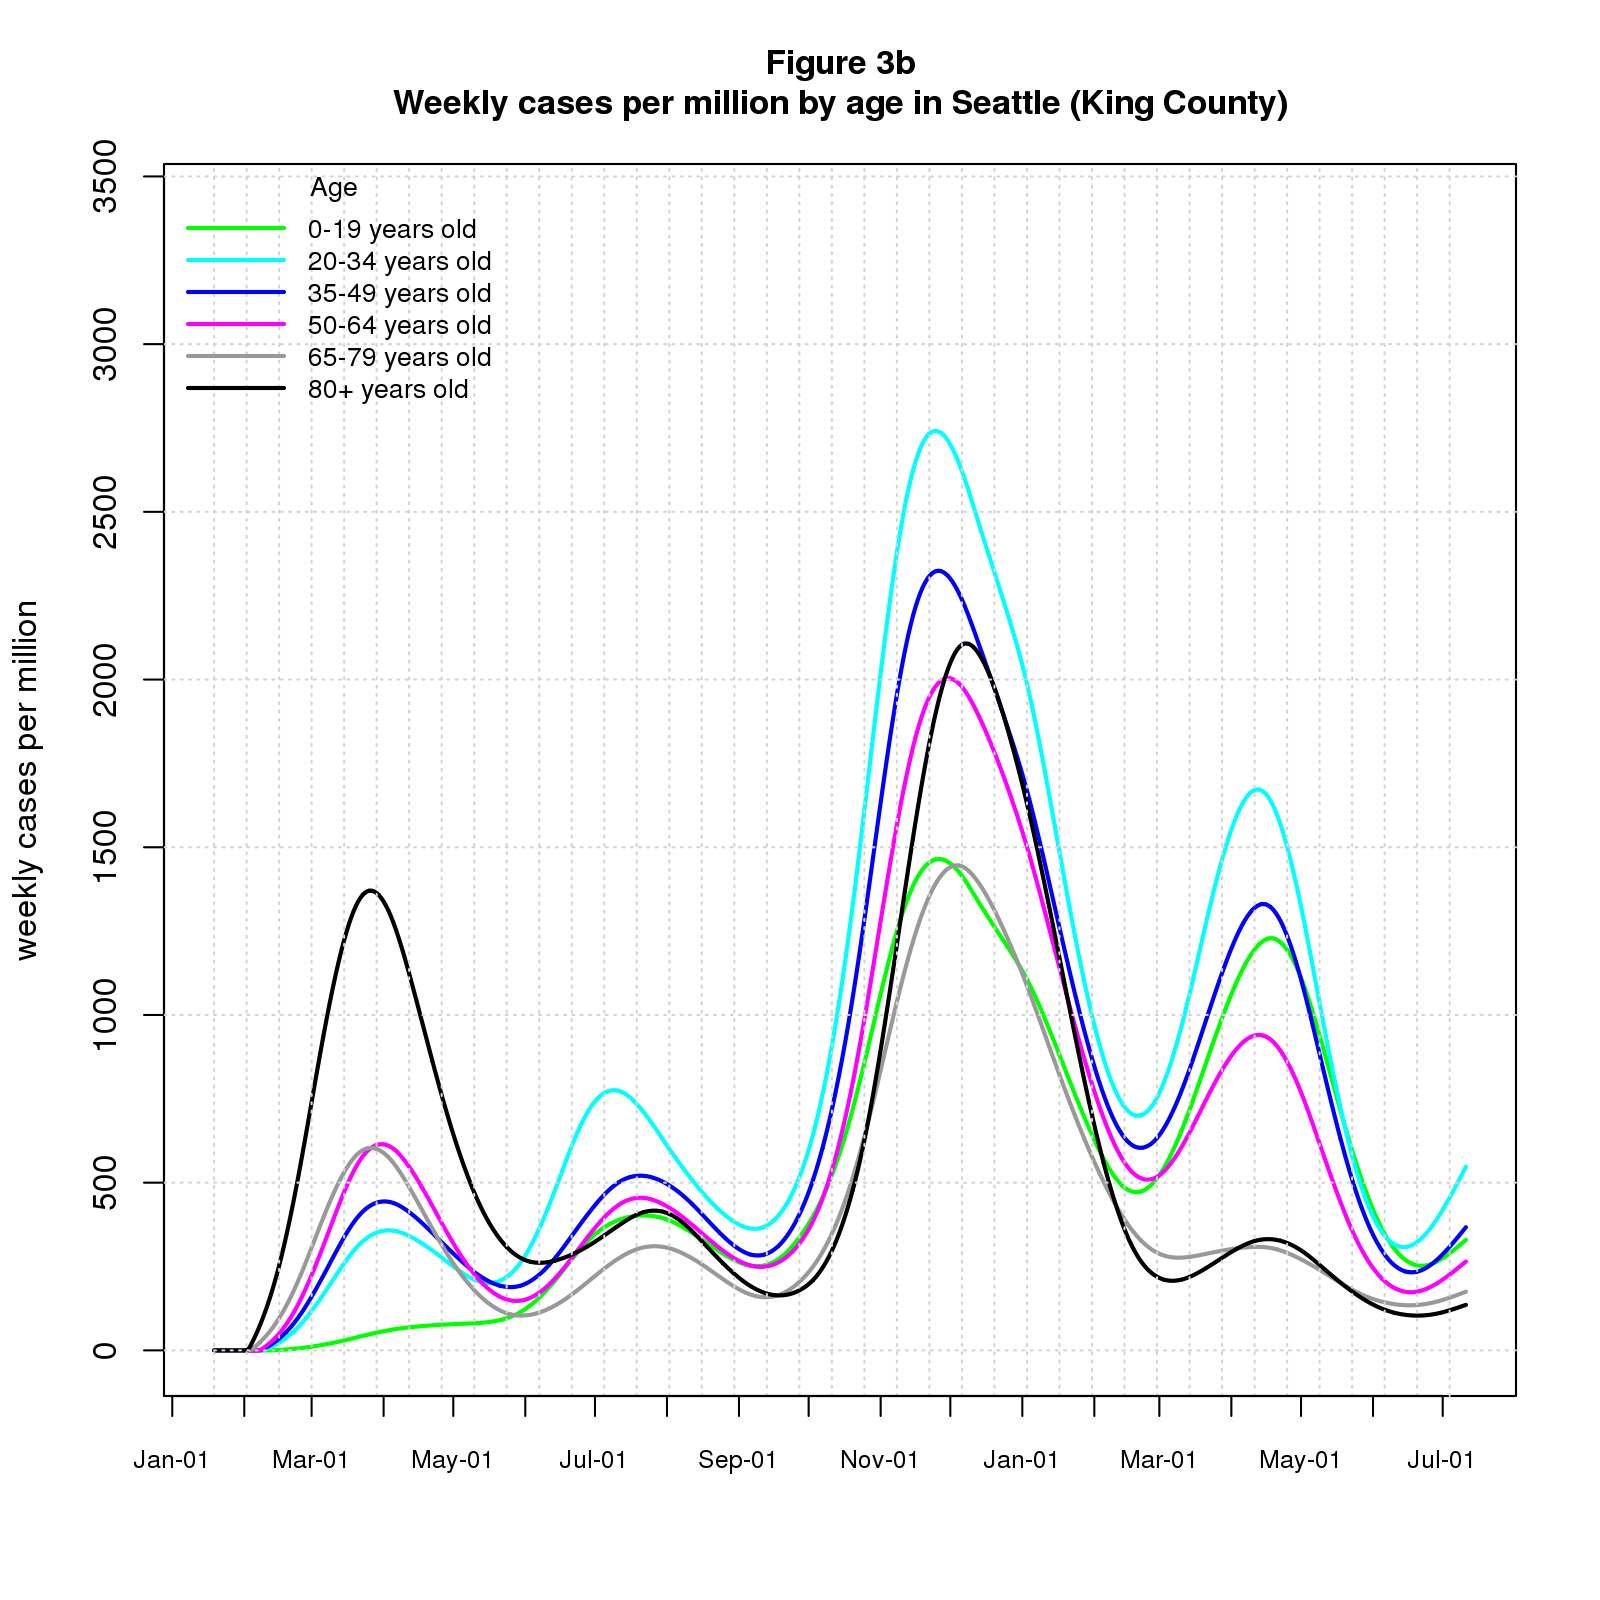 Figure 3b
Weekly cases per million by age in Seattle (King County)
3500
3000
2500
2000
1500
1000
500
0
weekly cases per million
Age
0-19 years old
20-34 years old
35-49 years old
50-64 years old
65-79 years old
80+ years old
Jan-01 Mar-01 May-01 Jul-01 Sep-01 Nov-01 Jan-01 Mar-01 May-01 Jul-01